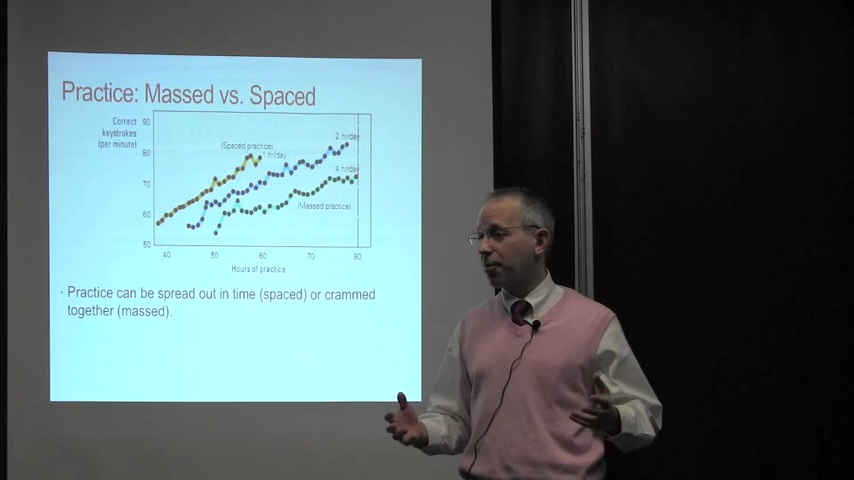 Practice: Massed vs. Spaced
Correct
keystrokes
(per minute)
90
80
70
60
50
(Spaced practice)
1 hr/day
2 hr/day
4 hr/day
(Massed practice)
40
50
60
70
80
Hours of practice
• Practice can be spread out in time (spaced) or crammed
together (massed).